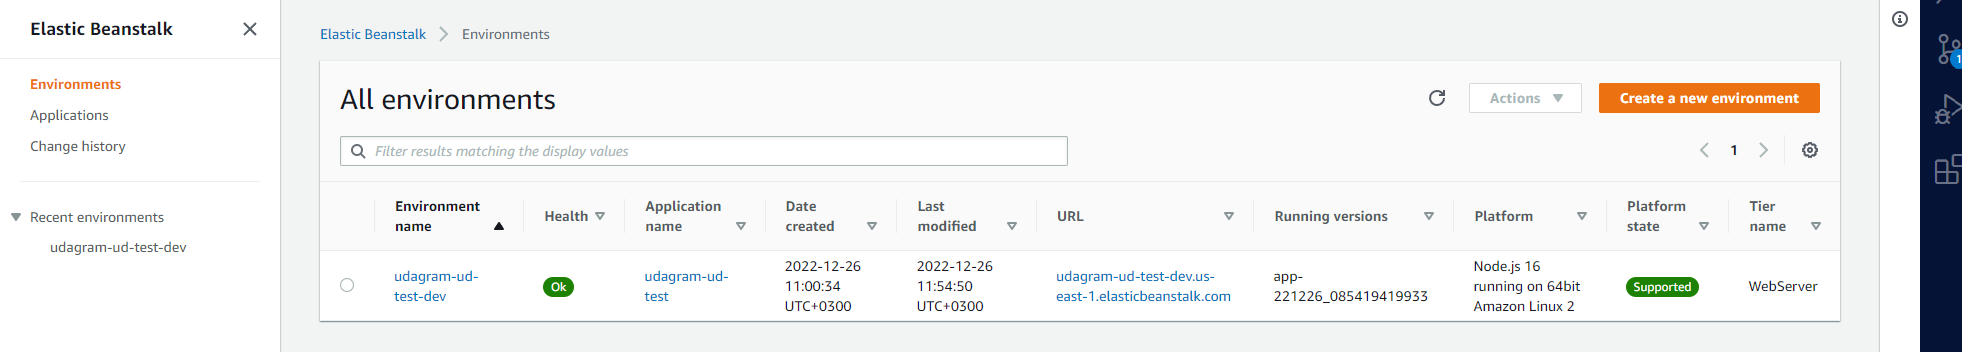 Elastic Beanstalk
Environments
Applications
Change history
Recent environments
udagram-ud-test-dev
Elastic Beanstalk
Environments
All environments
Actions
Create a new environment
Filter results matching the display values
1
Environment
name
Health
Application
name
Date
created
Last
modified
URL
Running versions
Platform
Platform
state
Tier
name
udagram-ud-
test-dev
Ok
udagram-ud-
test
2022-12-26
11:00:34
UTC+0300
2022-12-26
11:54:50
UTC+0300
udagram-ud-test-dev.us-
east-1.elasticbeanstalk.com
app-
221226_085419419933
Node.js 16
running on 64bit
Amazon Linux 2
Supported
WebServer
1